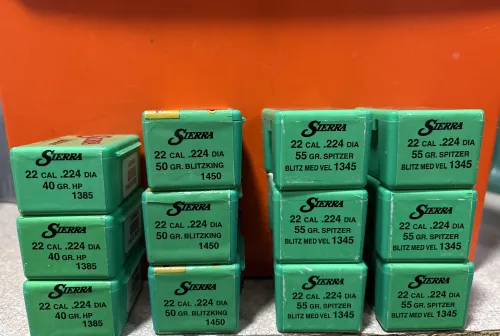 SIERRA
22 CAL .224 DIA
40 GR. HP
1385
SIERRA
22 CAL .224 DIA
40 GR. HP
1385
SIERRA
22 CAL .224 DIA
40 GR. HP
1385
SIERRA
22 CAL .224 DIA
50 GR. BLITZKING
1450
SIERRA
22 CAL .224 DIA
50 GR. BLITZKING
1450
SIERRA
22 CAL .224 DIA
50 GR. BLITZKING
1450
SIERRA
22 CAL .224 DIA
55 GR. SPITZER
BLITZ MED VEL 1345
SIERRA
22 CAL .224 DIA
55 GR. SPITZER
BLITZ MED VEL 1345
SIERRA
22 CAL .224 DIA
55 GR. SPITZER
BLITZ MED VEL 1345
SIERRA
22 CAL .224 DIA
55 GR. SPITZER
BLITZ MED VEL 1345
SIERRA
22 CAL .224 DIA
55 GR. SPITZER
BLITZ MED VEL 1345
SIERRA
22 CAL .224 DIA
55 GR. SPITZER
BLITZ MED VEL 1345